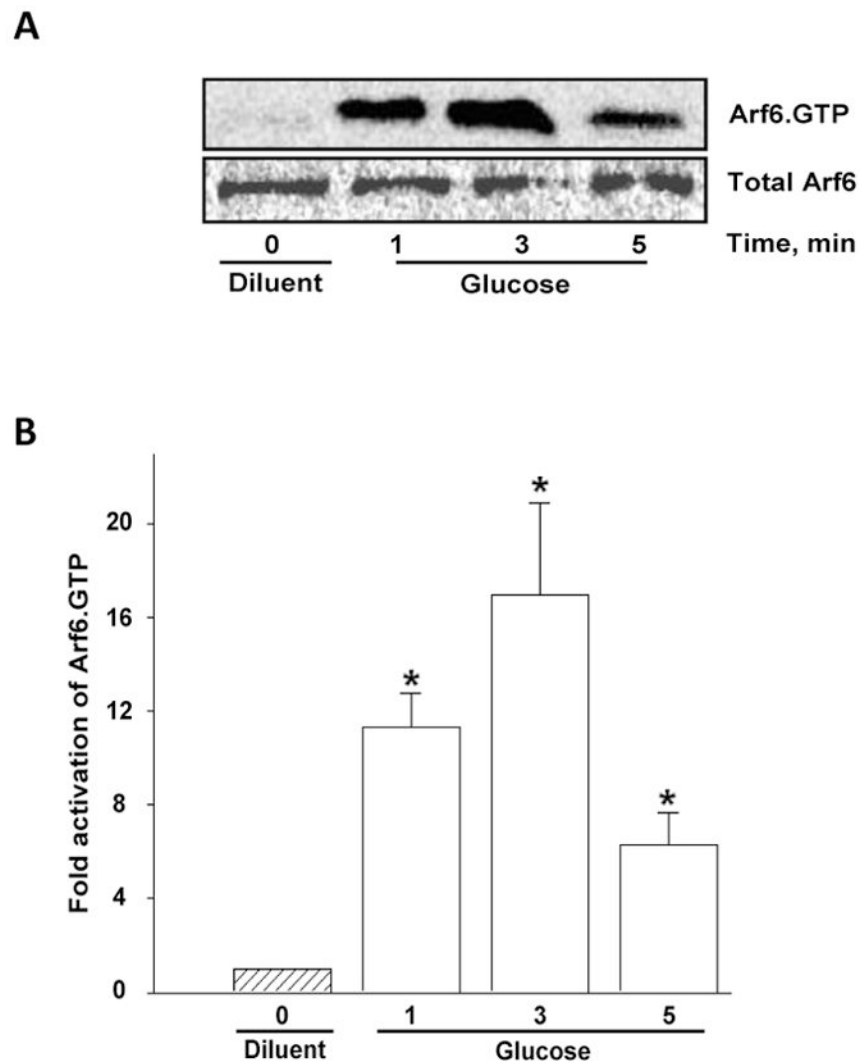 A
Arf6.GTP
Total Arf6
0 1 3 5 Time, min
Diluent Glucose
B
Fold activation of Arf6.GTP
20
16
12
8
4
0
* * *
0 1 3 5
Diluent Glucose